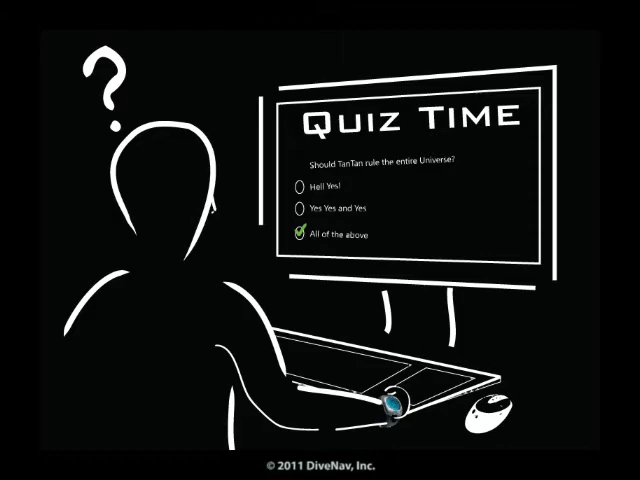 ?
Quiz Time
Should TanTan rule the entire Universe?
Hell Yes!
Yes Yes and Yes
All of the above
© 2011 DiveNav, Inc.